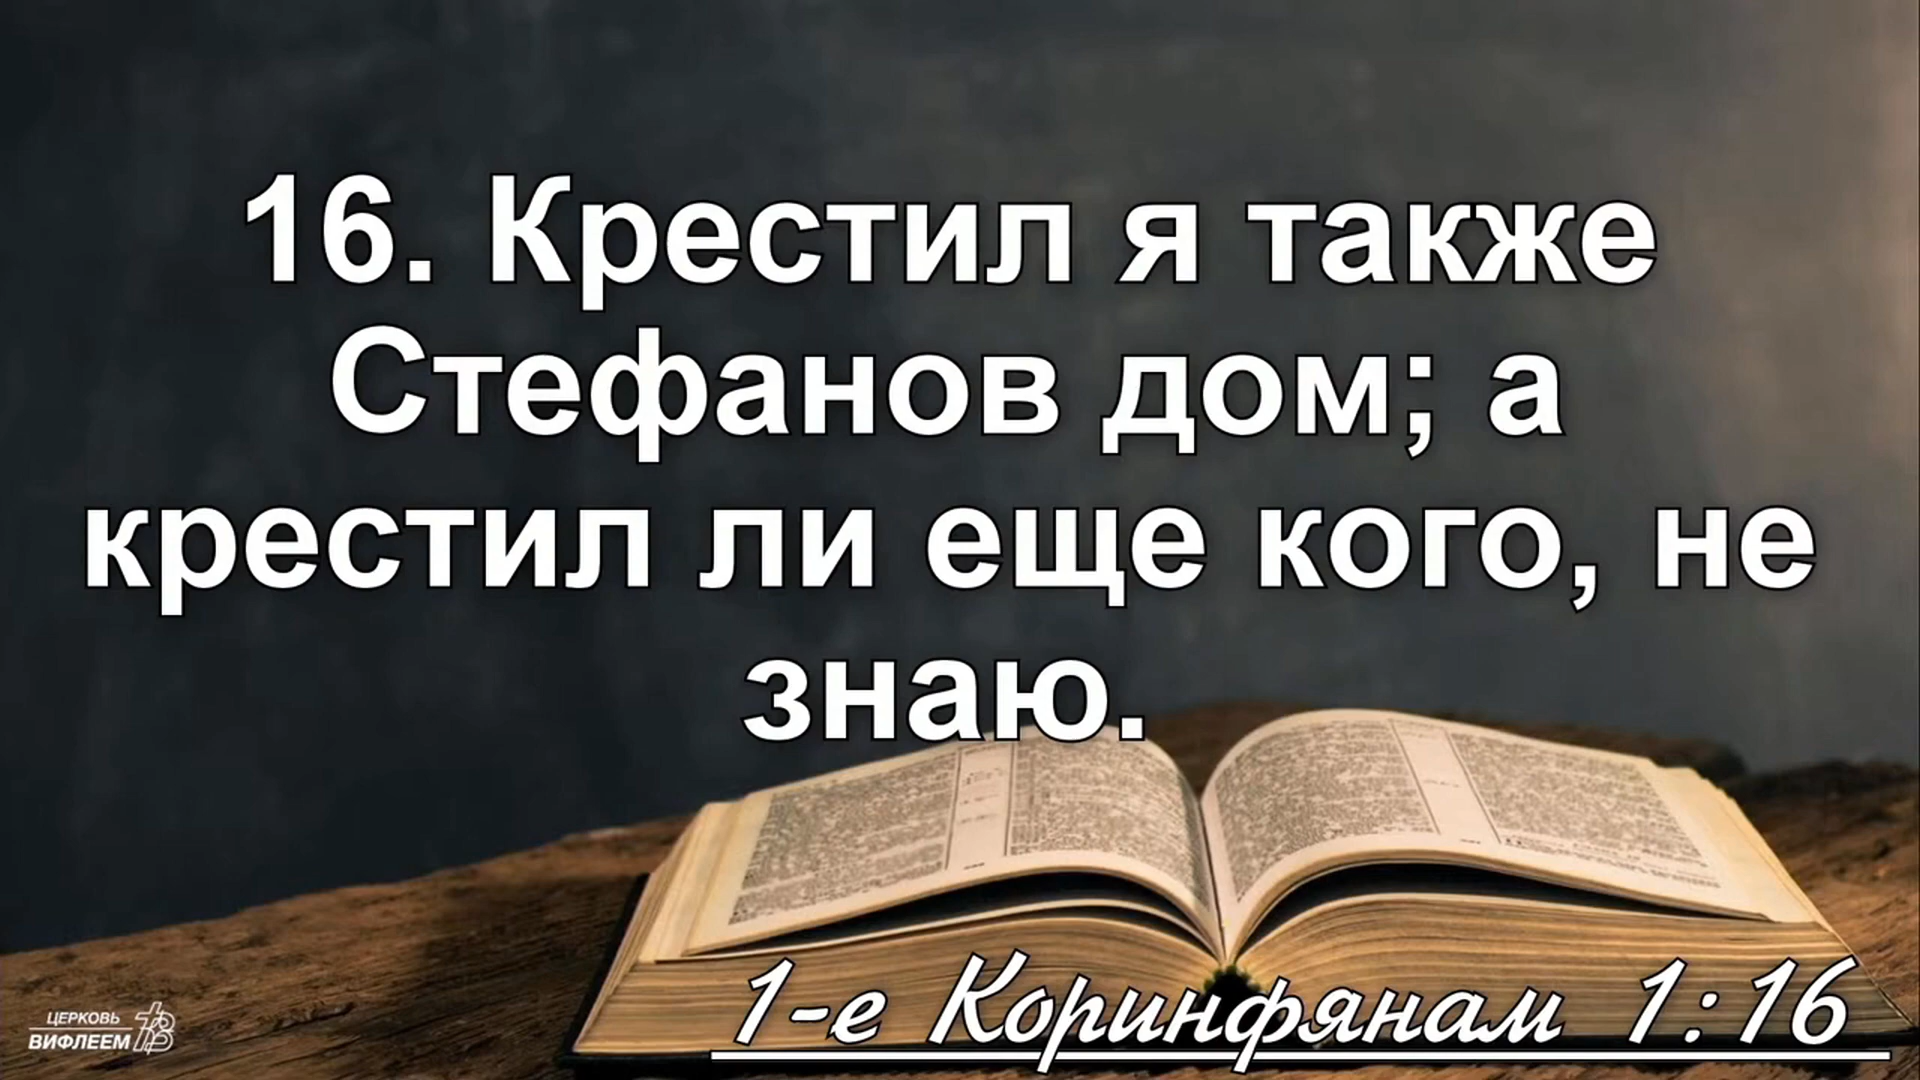 16. Крестил я также
Стефанов дом; а
крестил ли еще кого, не
знаю.
1-е Коринфянам 1:16
ЦЕРКОВЬ
ВИФЛЕЕМ